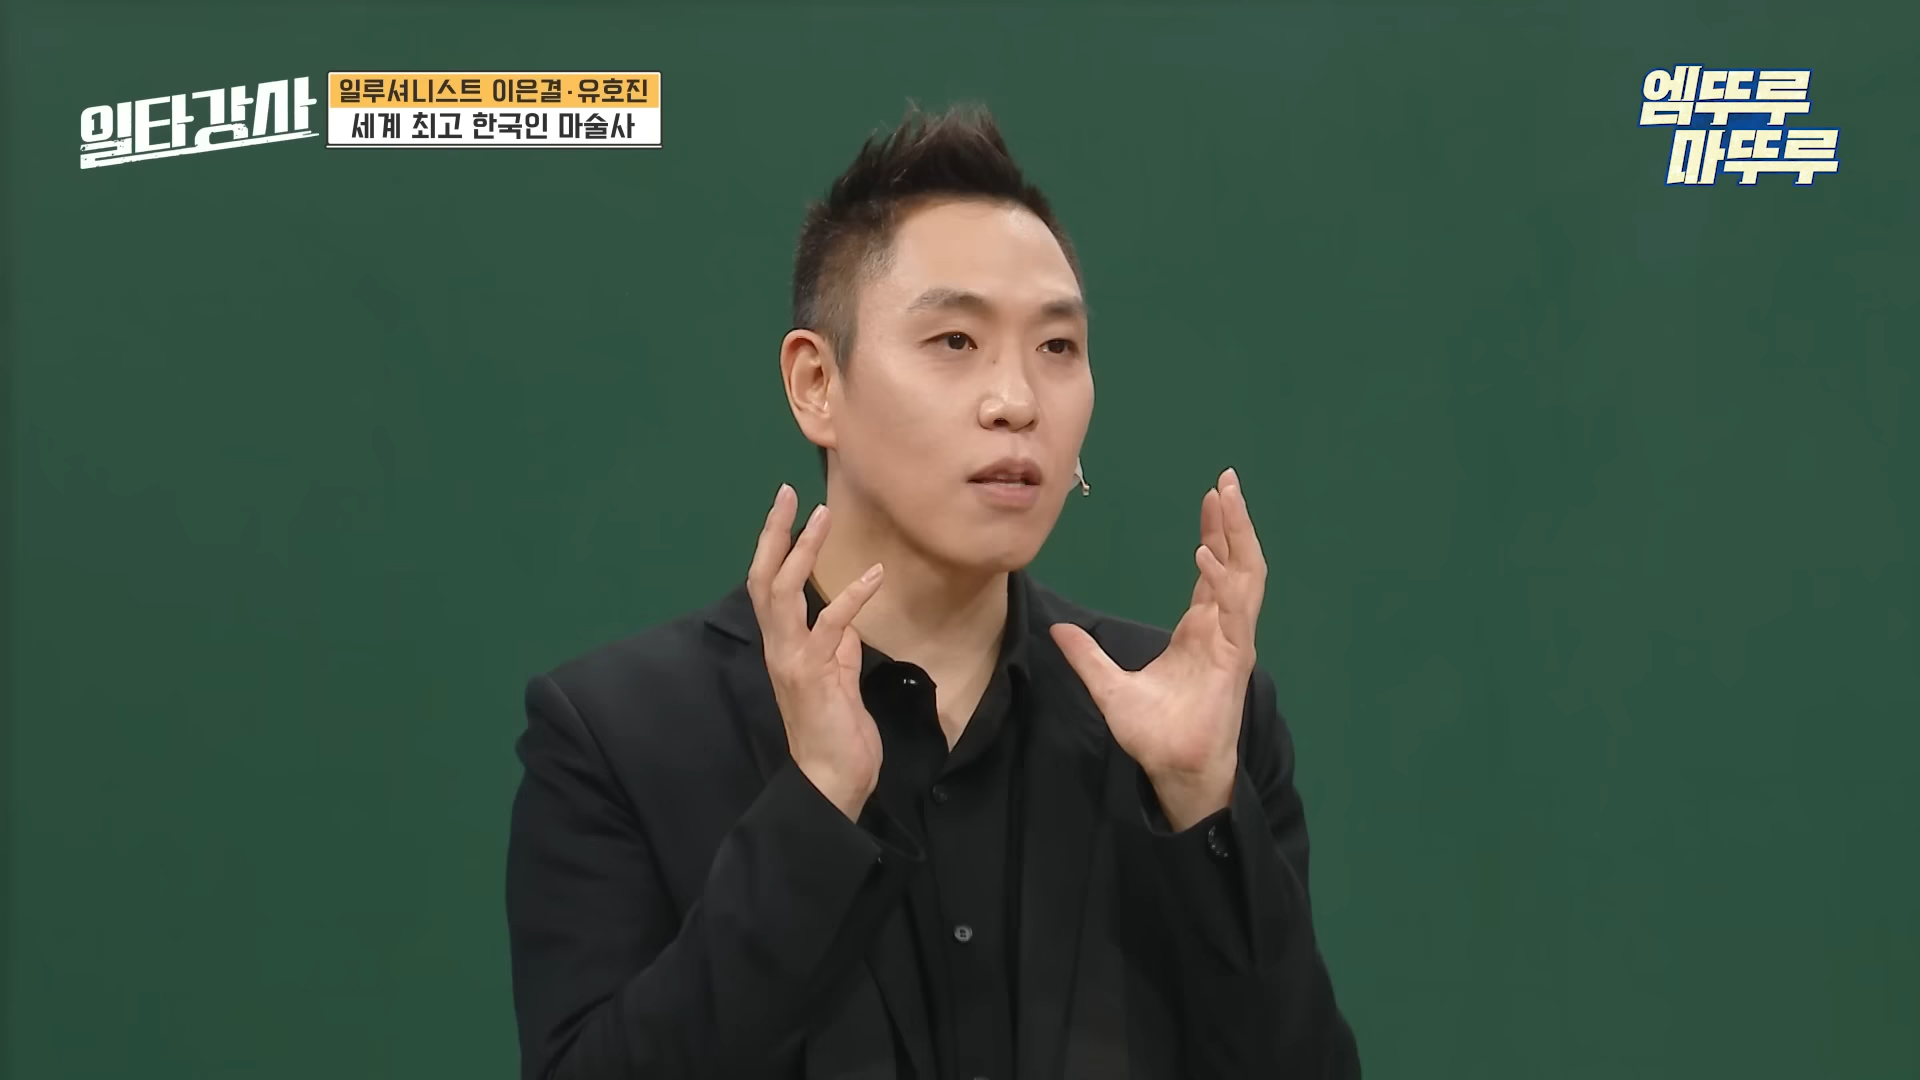 일타강사
일루셔니스트 이은결·유호진
세계 최고 한국인 마술사
엠뚜루
마뚜루